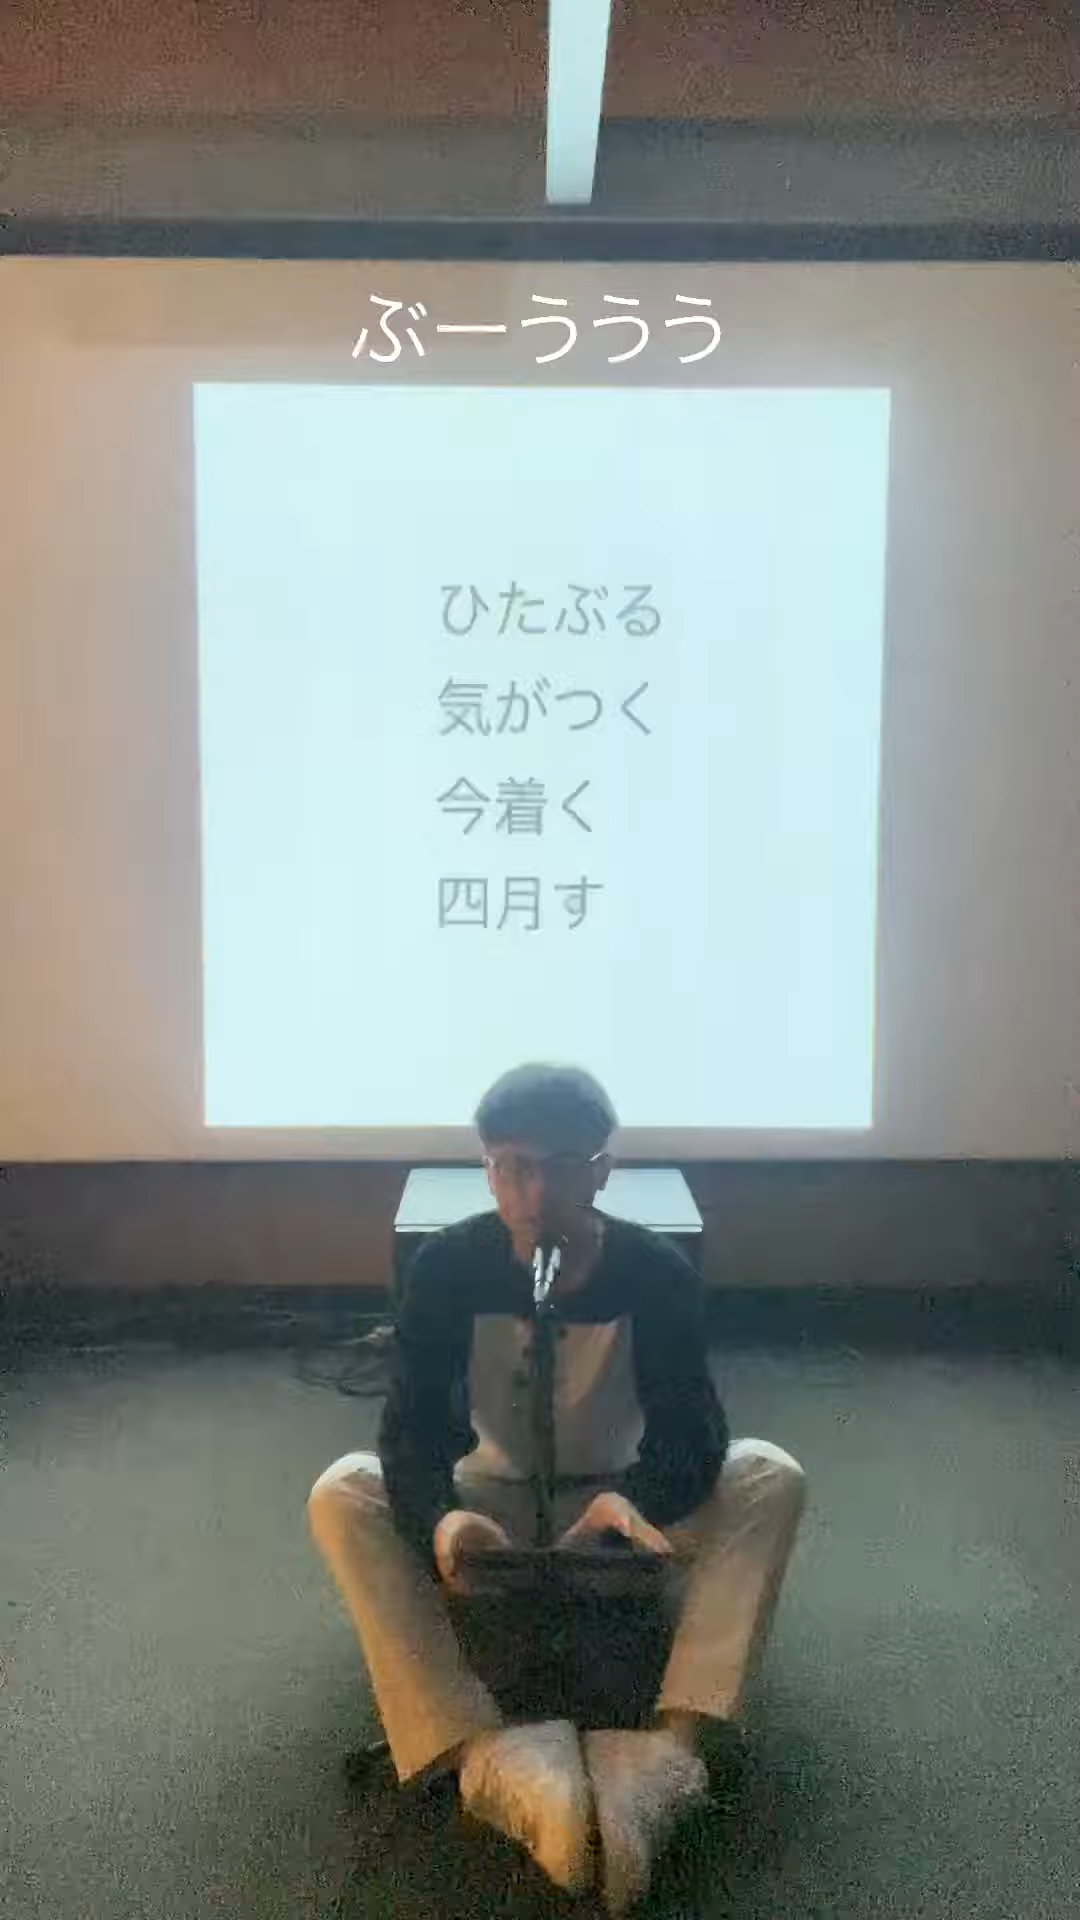 ぶーううう
ひたぶる
気がつく
今着く
四月す